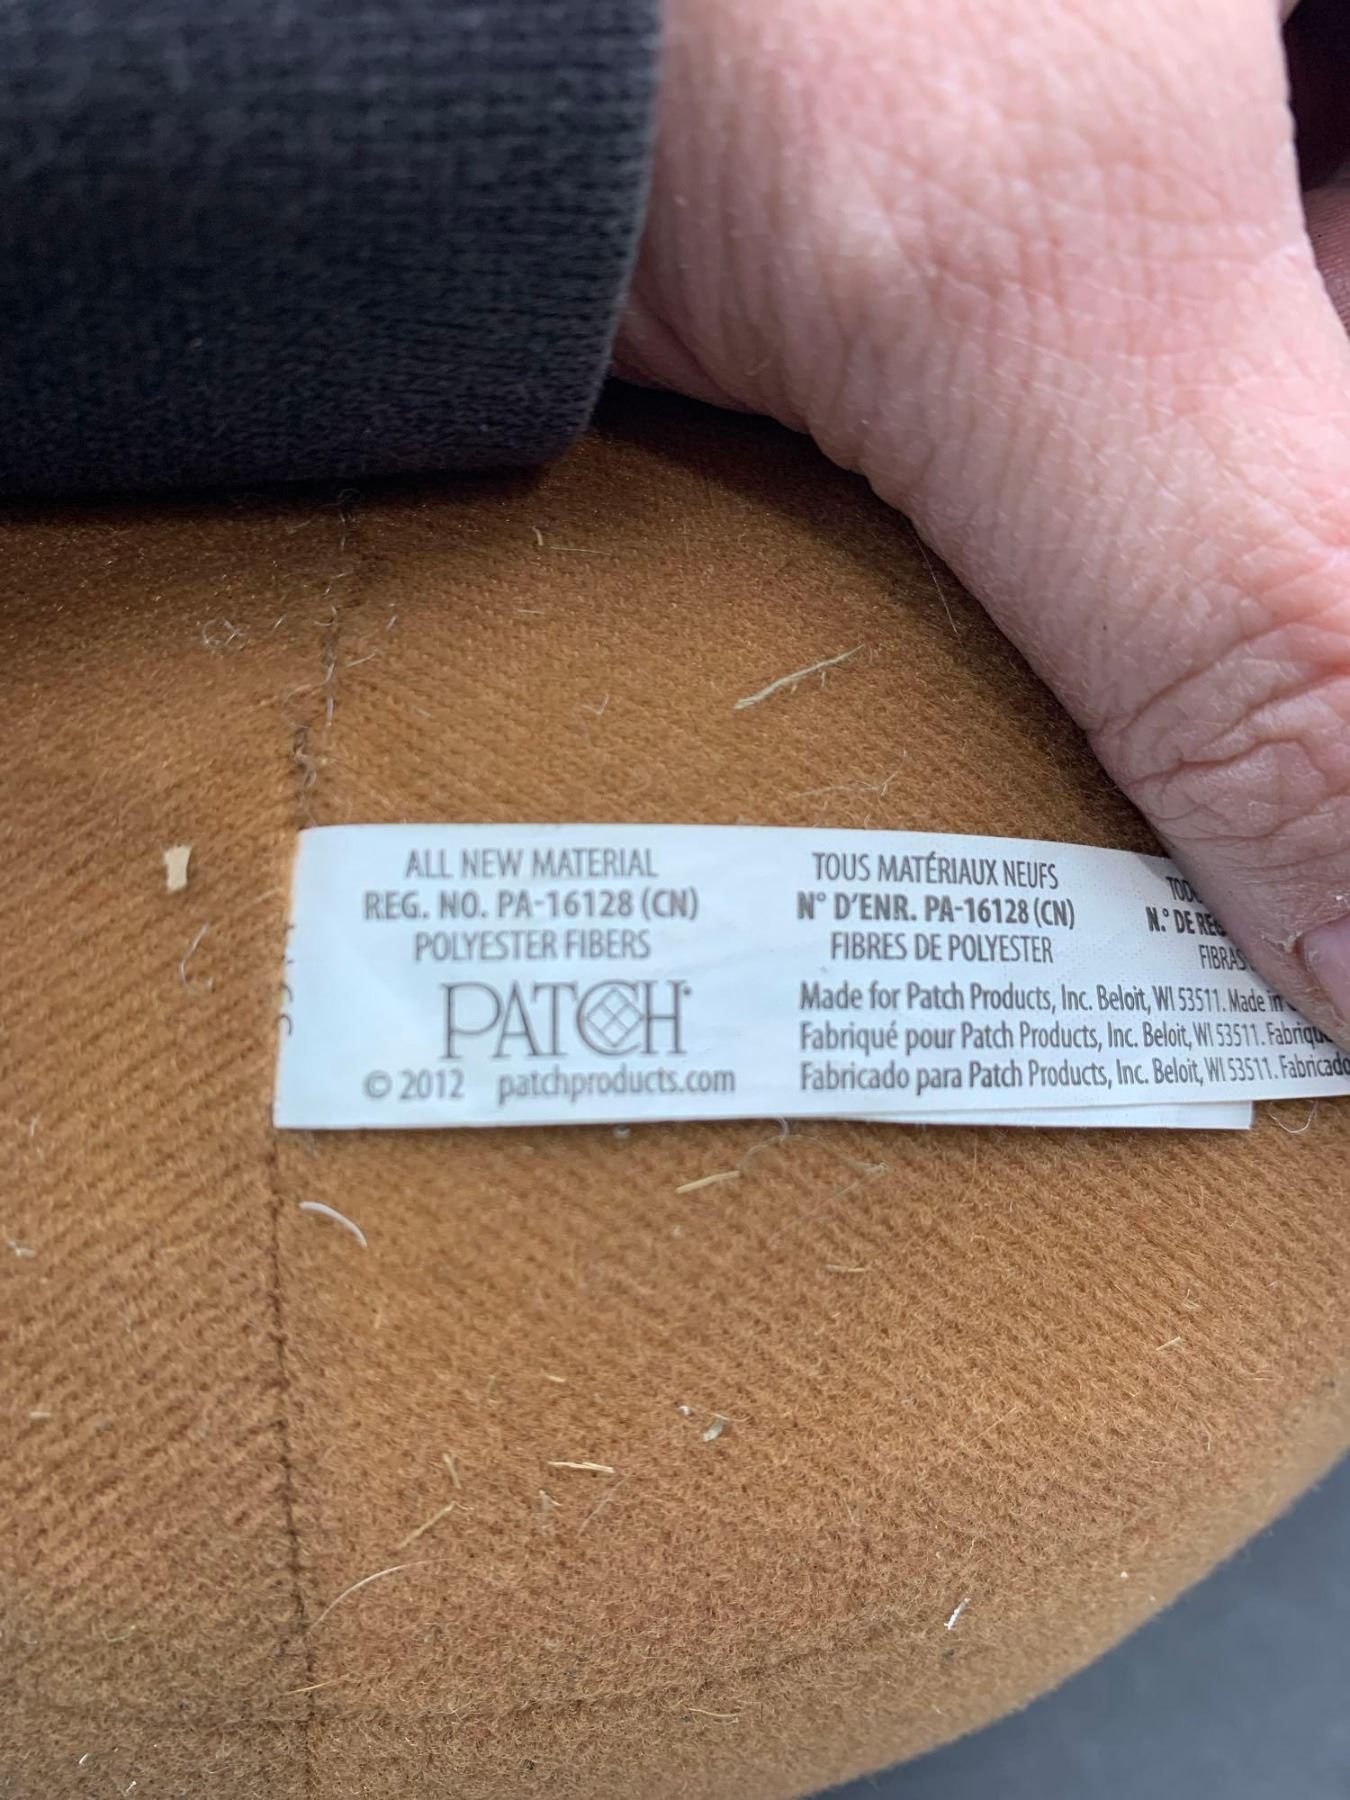 ALL NEW MATERIAL
REG. NO. PA-16128 (CN)
POLYESTER FIBERS
PATCH
© 2012 patchproducts.com
TOUS MATÉRIAUX NEUFS
N° D'ENR. PA-16128 (CN)
FIBRES DE POLYESTER
Made for Patch Products, Inc. Beloit, WI 53511. Made in
Fabriqué pour Patch Products, Inc. Beloit, WI 53511.
Fabricado para Patch Products, Inc. Beloit, WI 53511. Fabricado
N.° DE